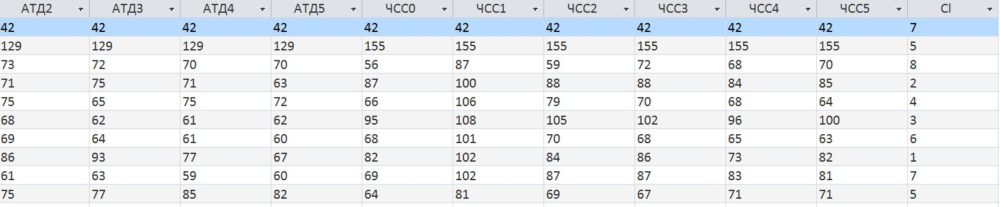 АТД2 АТД3 АТД4 АТД5 ЧСС0 ЧСС1 ЧСС2 ЧСС3 ЧСС4 ЧСС5 Cl
42 42 42 42 42 42 42 42 42 42 7
129 129 129 129 155 155 155 155 155 155 5
73 72 70 70 56 87 59 72 68 70 8
71 75 71 63 87 100 88 88 84 85 2
75 65 75 72 66 106 79 70 68 64 4
68 62 61 62 95 108 105 102 96 100 3
69 64 61 60 68 101 70 68 65 63 6
86 93 77 67 82 102 84 86 73 82 1
61 63 59 60 69 102 87 87 83 81 7
75 77 85 82 64 81 69 67 71 71 5